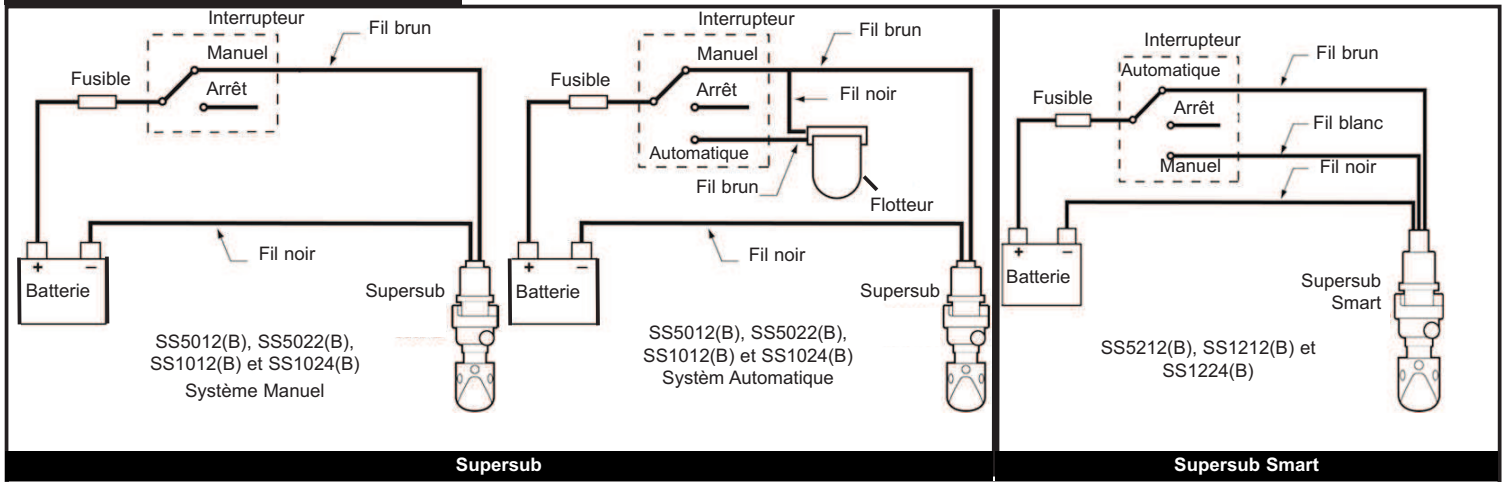 Interrupteur
Fil brun
Manuel
Fusible
Arrêt
+
–
Batterie
Fil noir
Supersub
SS5012(B), SS5022(B),
SS1012(B) et SS1024(B)
Système Manuel
Interrupteur
Fil brun
Manuel
Fusible
Arrêt
Fil noir
Automatique
Fil brun
Flotteur
+
–
Batterie
Fil noir
Supersub
SS5012(B), SS5022(B),
SS1012(B) et SS1024(B)
Systèm Automatique
Supersub
Interrupteur
Fil brun
Automatique
Fusible
Arrêt
Fil blanc
Manuel
Fil noir
+
–
Batterie
Supersub
Smart
SS5212(B), SS1212(B) et
SS1224(B)
Supersub Smart